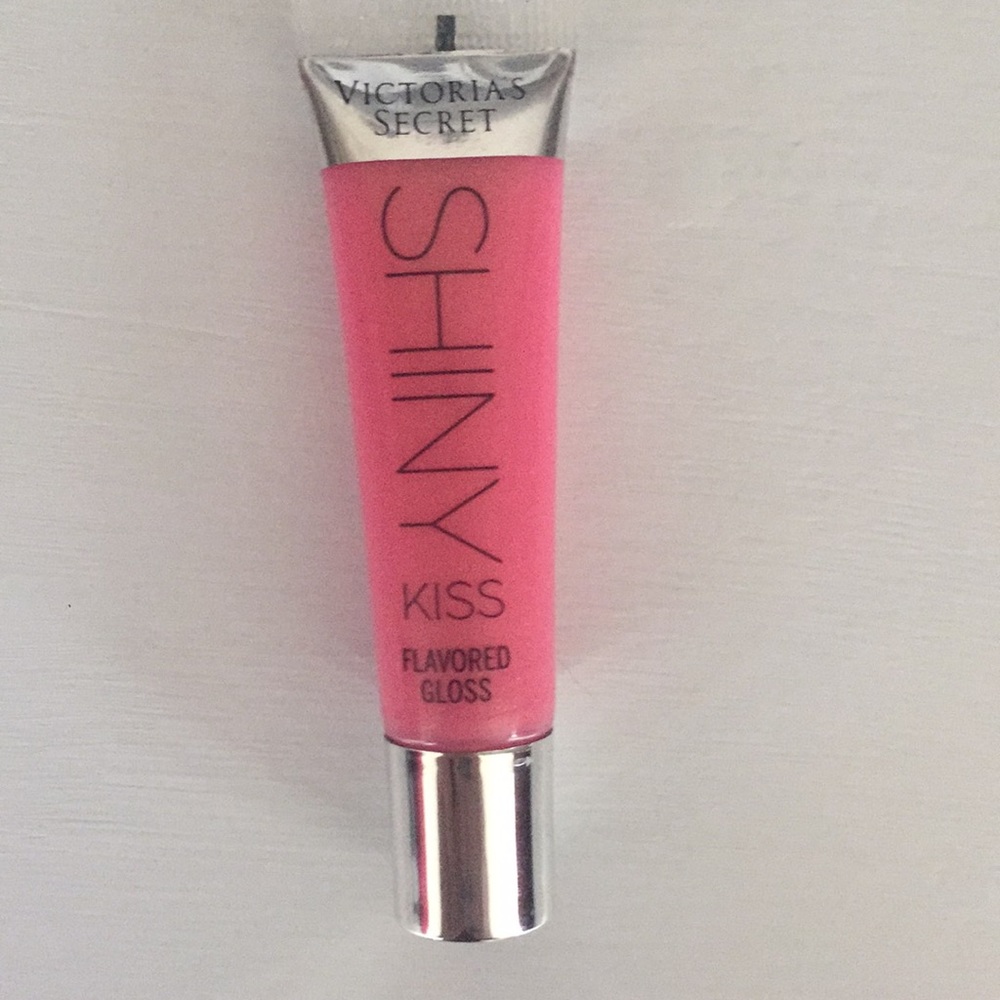 VICTORIA'S
SECRET
SHINY
KISS
FLAVORED
GLOSS